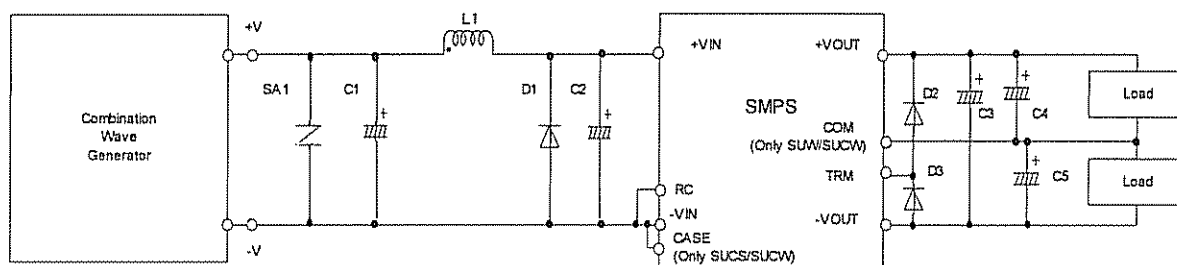 +V
L1
+VIN
+VOUT
SA1
C1
D1
C2
D2
C3
C4
Load
SMPS
Combination
Wave
Generator
COM
(Only SUW/SUCW)
TRM
D3
C5
Load
RC
-VIN
-VOUT
CASE
(Only SUCS/SUCW)
-V
+
+
+
+
+